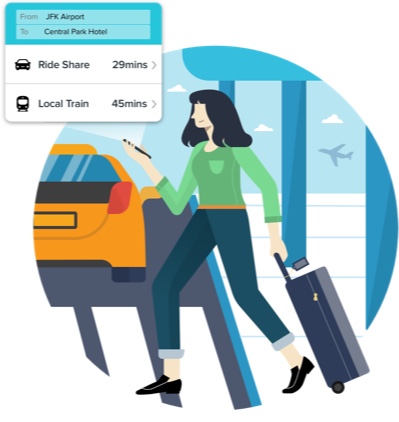 From JFK Airport
To Central Park Hotel
Ride Share 29mins
Local Train 45mins